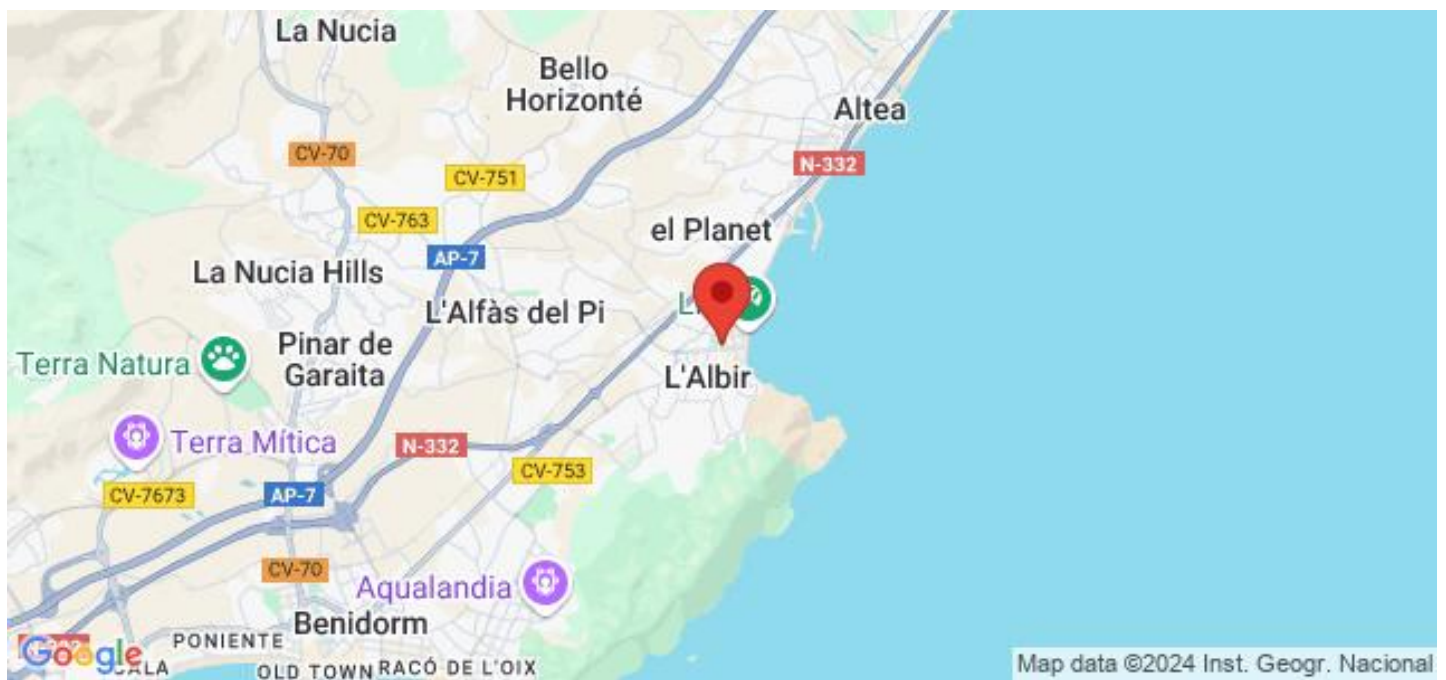 La Nucia
Bello
Horizonté
Altea
CV-70
N-332
CV-751
CV-763
el Planet
AP-7
La Nucia Hills
L'Alfàs del Pi
Pinar de
Garaita
Terra Natura
L'Albir
Terra Mítica
N-332
CV-753
CV-7673
AP-7
CV-70
Aqualandia
Benidorm
PONIENTE
Google
OLD TOWN
RACÓ DE L'OIX
Map data ©2024 Inst. Geogr. Nacional